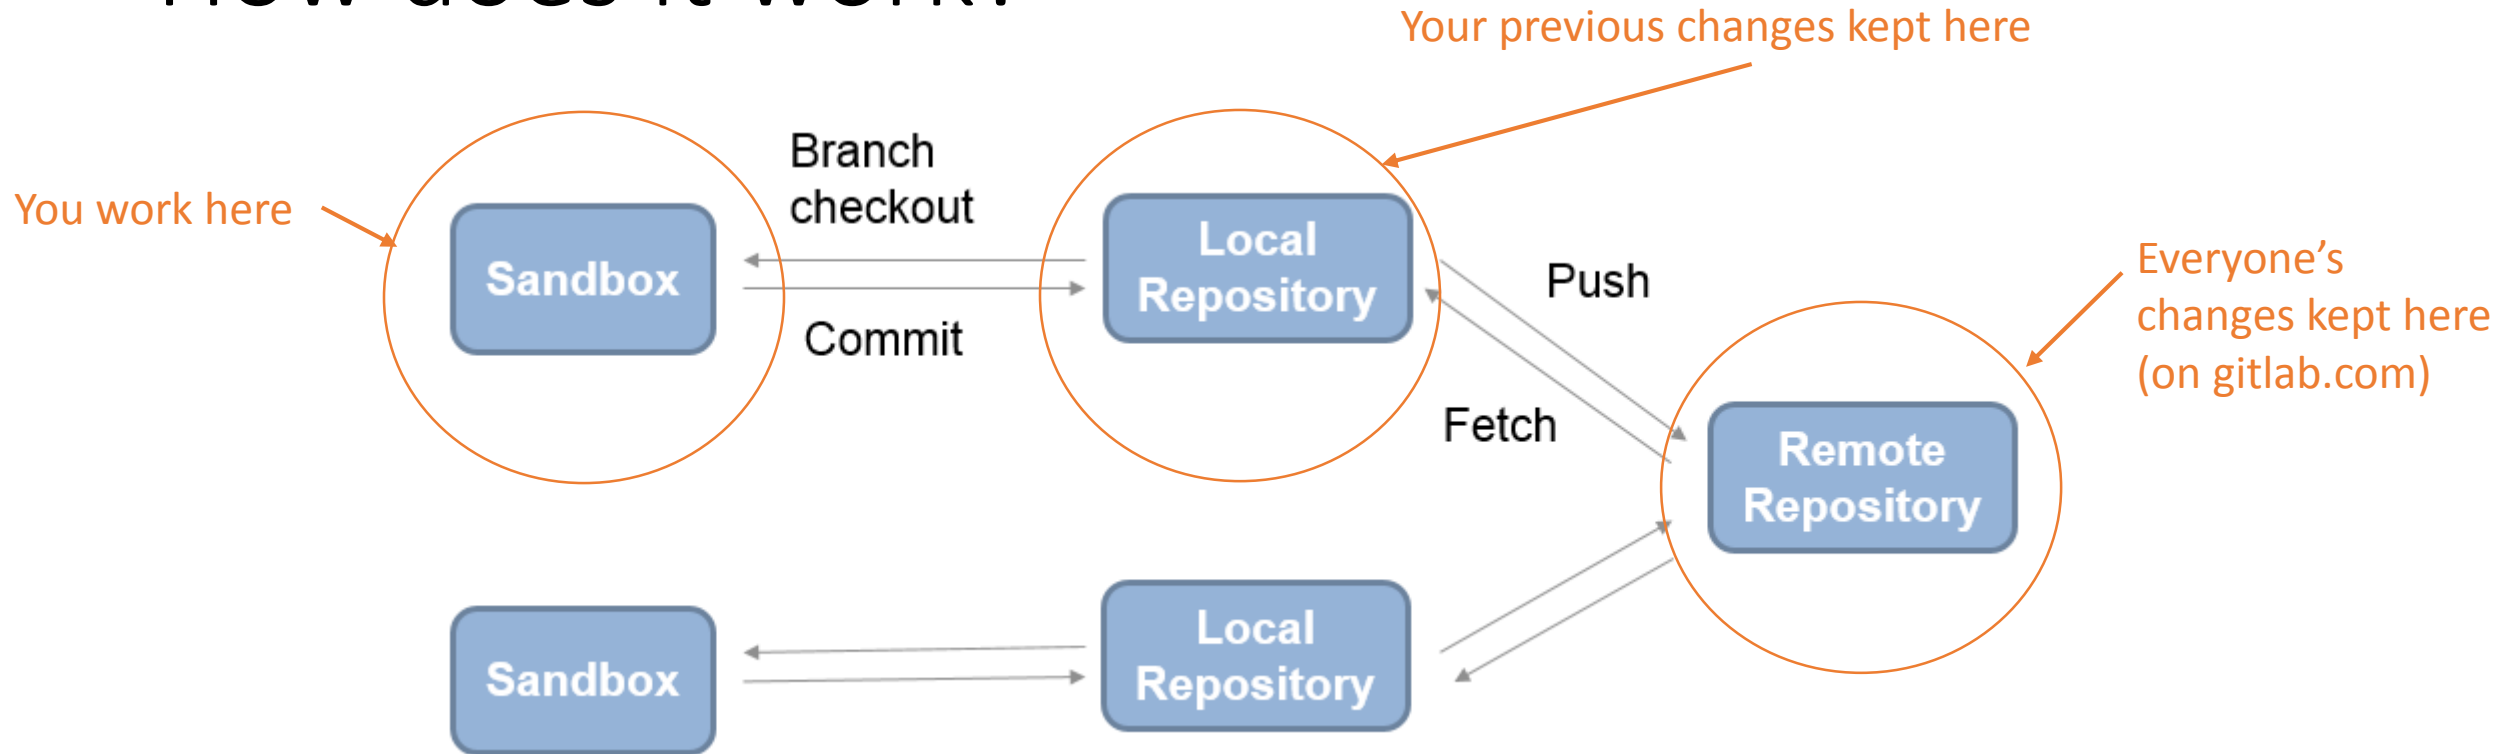 Your previous changes kept here
Branch
checkout
You work here
Local
Repository
Sandbox
Push
Everyone’s
changes kept here
(on gitlab.com)
Commit
Fetch
Remote
Repository
Local
Repository
Sandbox